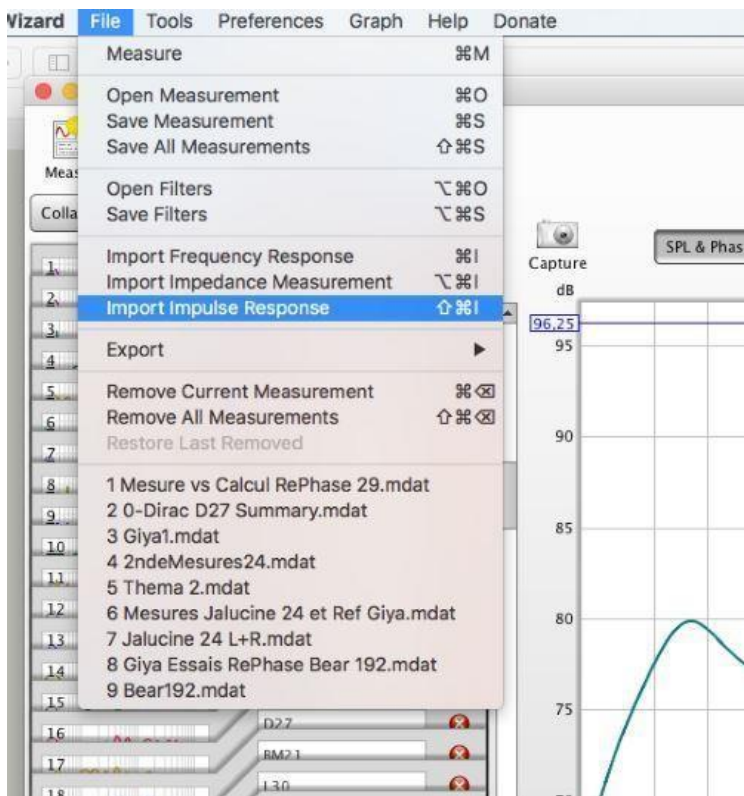 Wizard File Tools Preferences Graph Help Donate
Measure ⌘M
Open Measurement ⌘O
Save Measurement ⌘S
Save All Measurements ⇧⌘S
Open Filters ⌥⌘O
Save Filters ⌥⌘S
Import Frequency Response ⌘I
Import Impedance Measurement ⌥⌘I
Import Impulse Response ⇧⌘I
Export
Remove Current Measurement ⌘⌫
Remove All Measurements ⇧⌘⌫
Restore Last Removed
1 Mesure vs Calcul RePhase 29.mdat
2 0-Dirac D27 Summary.mdat
3 Giya1.mdat
4 2ndeMesures24.mdat
5 Thema 2.mdat
6 Mesures Jalucine 24 et Ref Giya.mdat
7 Jalucine 24 L+R.mdat
8 Giya Essais RePhase Bear 192.mdat
9 Bear192.mdat
Meas
Colla
1
2
3
4
5
6
7
8
9
10
11
12
13
14
15
16
17
18
D27
BM21
L30
Capture
SPL & Phas
dB
96,25
95
90
85
80
75